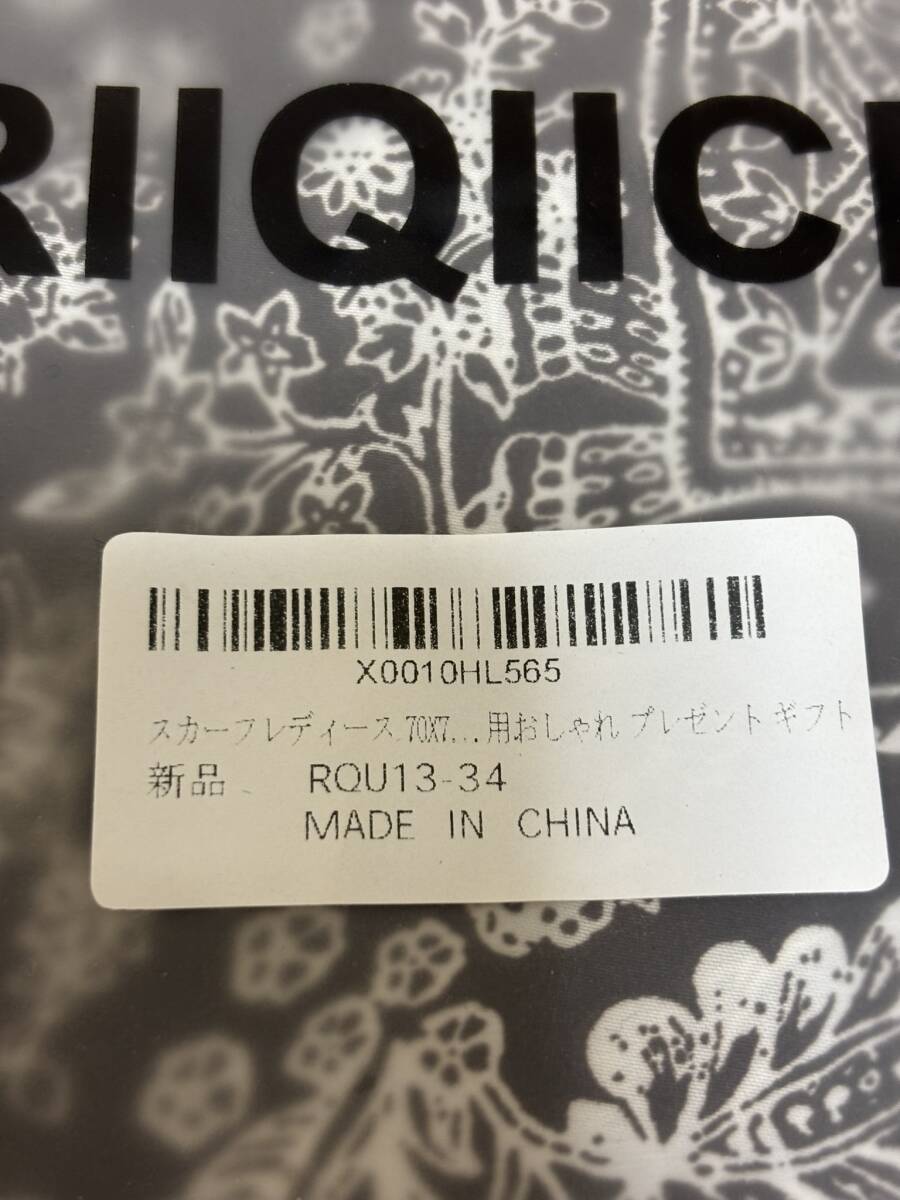 RIIQIIC
X0010HL565
スカーフレディース 70X7...用おしゃれ プレゼント ギフト
新品 RQU13-34
MADE IN CHINA